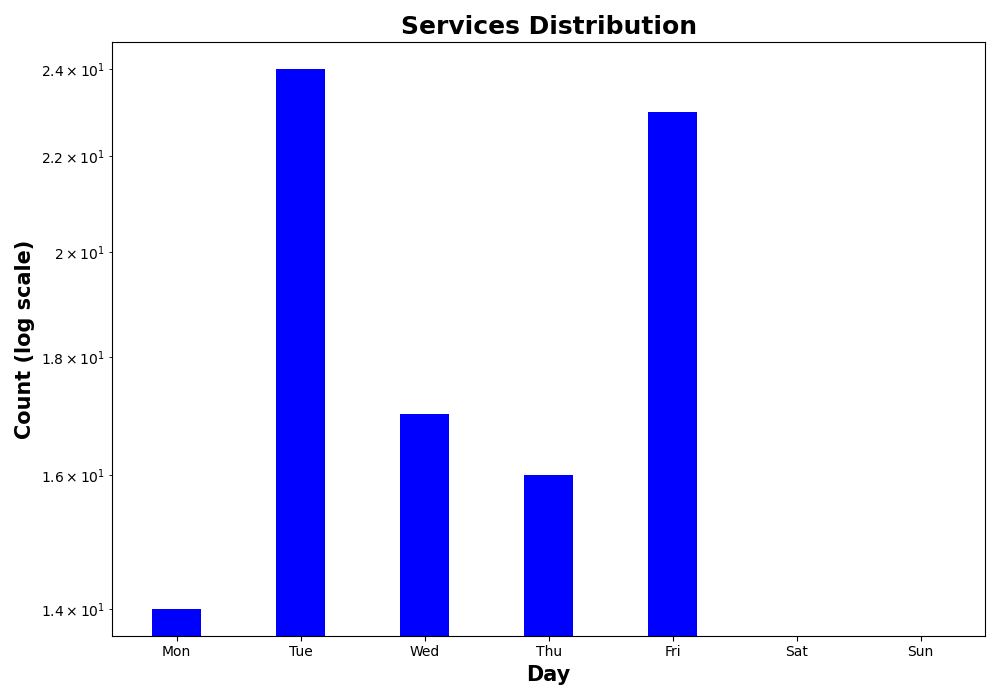 Services Distribution
Count (log scale)
2.4 × 10¹
2.2 × 10¹
2 × 10¹
1.8 × 10¹
1.6 × 10¹
1.4 × 10¹
Mon Tue Wed Thu Fri Sat Sun
Day